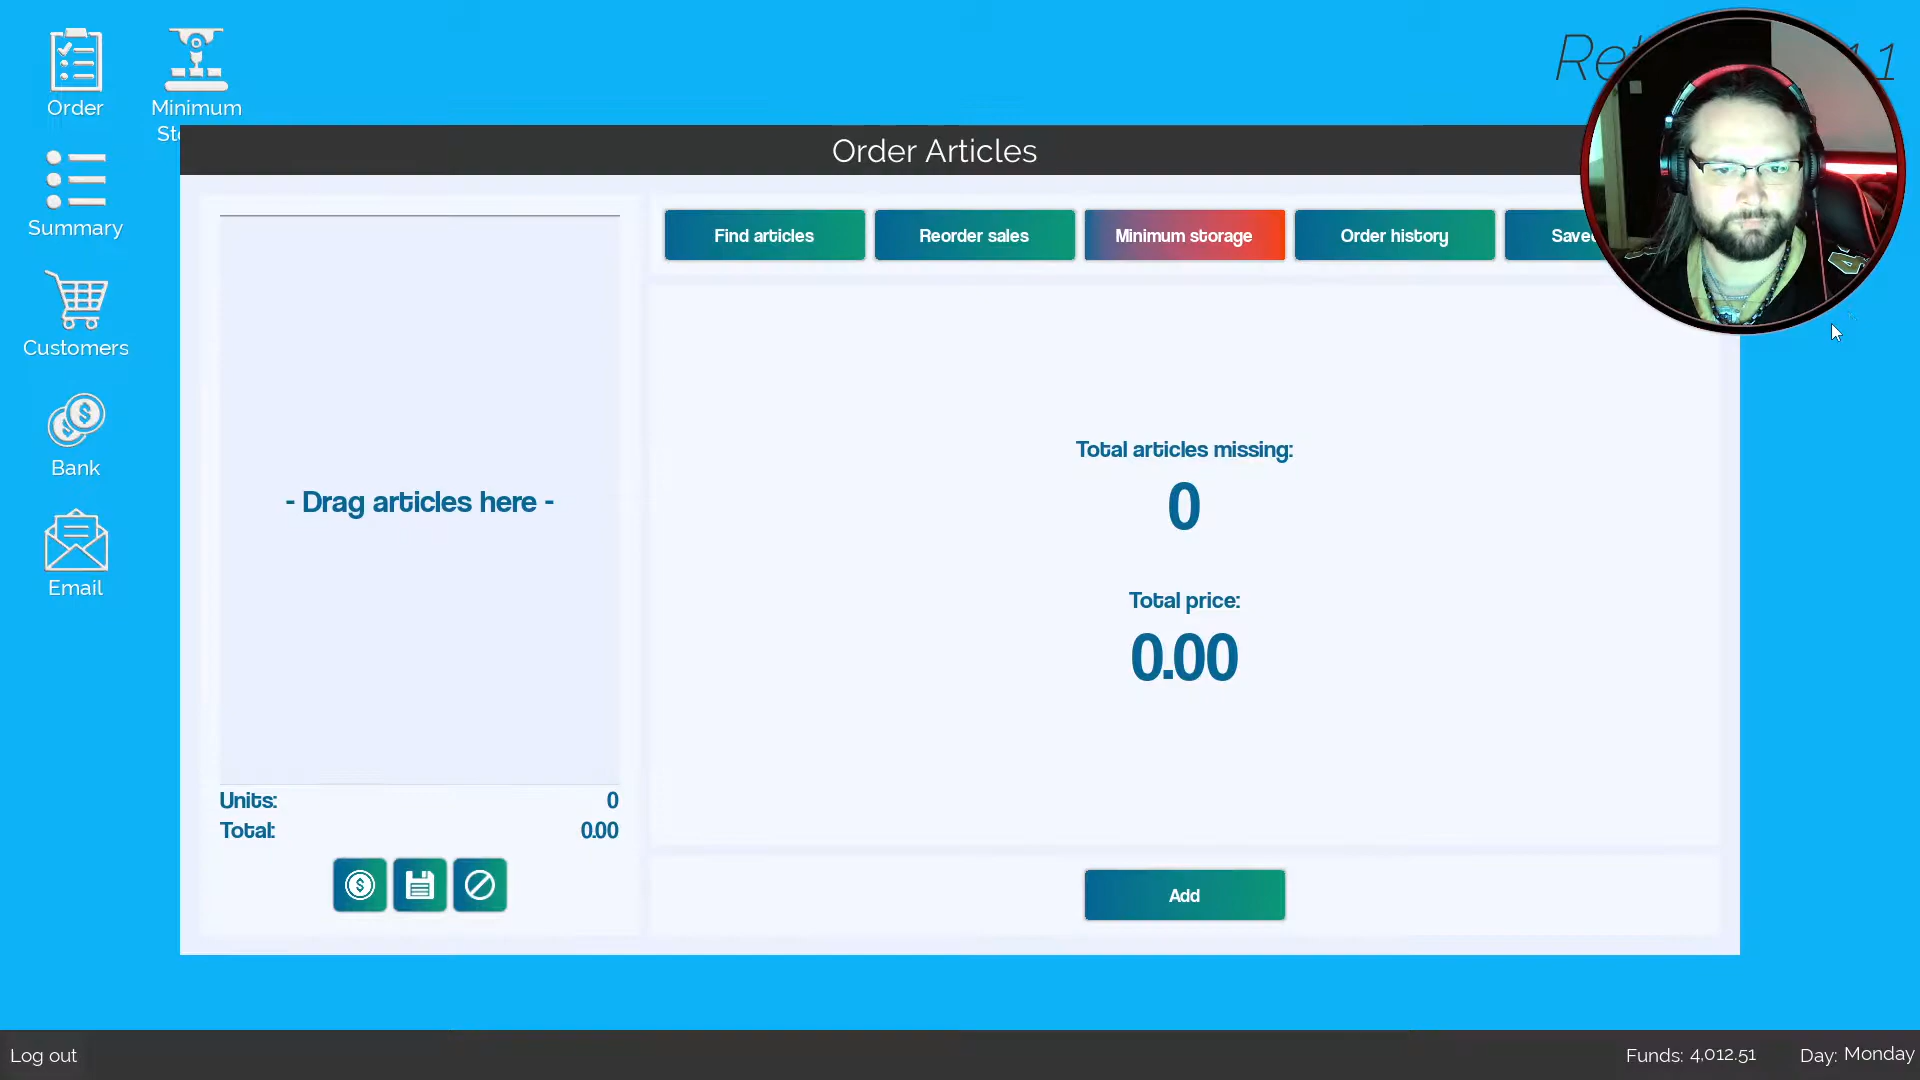 Order
Minimum
Summary
Customers
Bank
Email
Order Articles
Find articles
Reorder sales
Minimum storage
Order history
- Drag articles here -
Units: 0
Total: 0.00
Total articles missing:
0
Total price:
0.00
Add
Log out
Funds: 4,012.51
Day: Monday